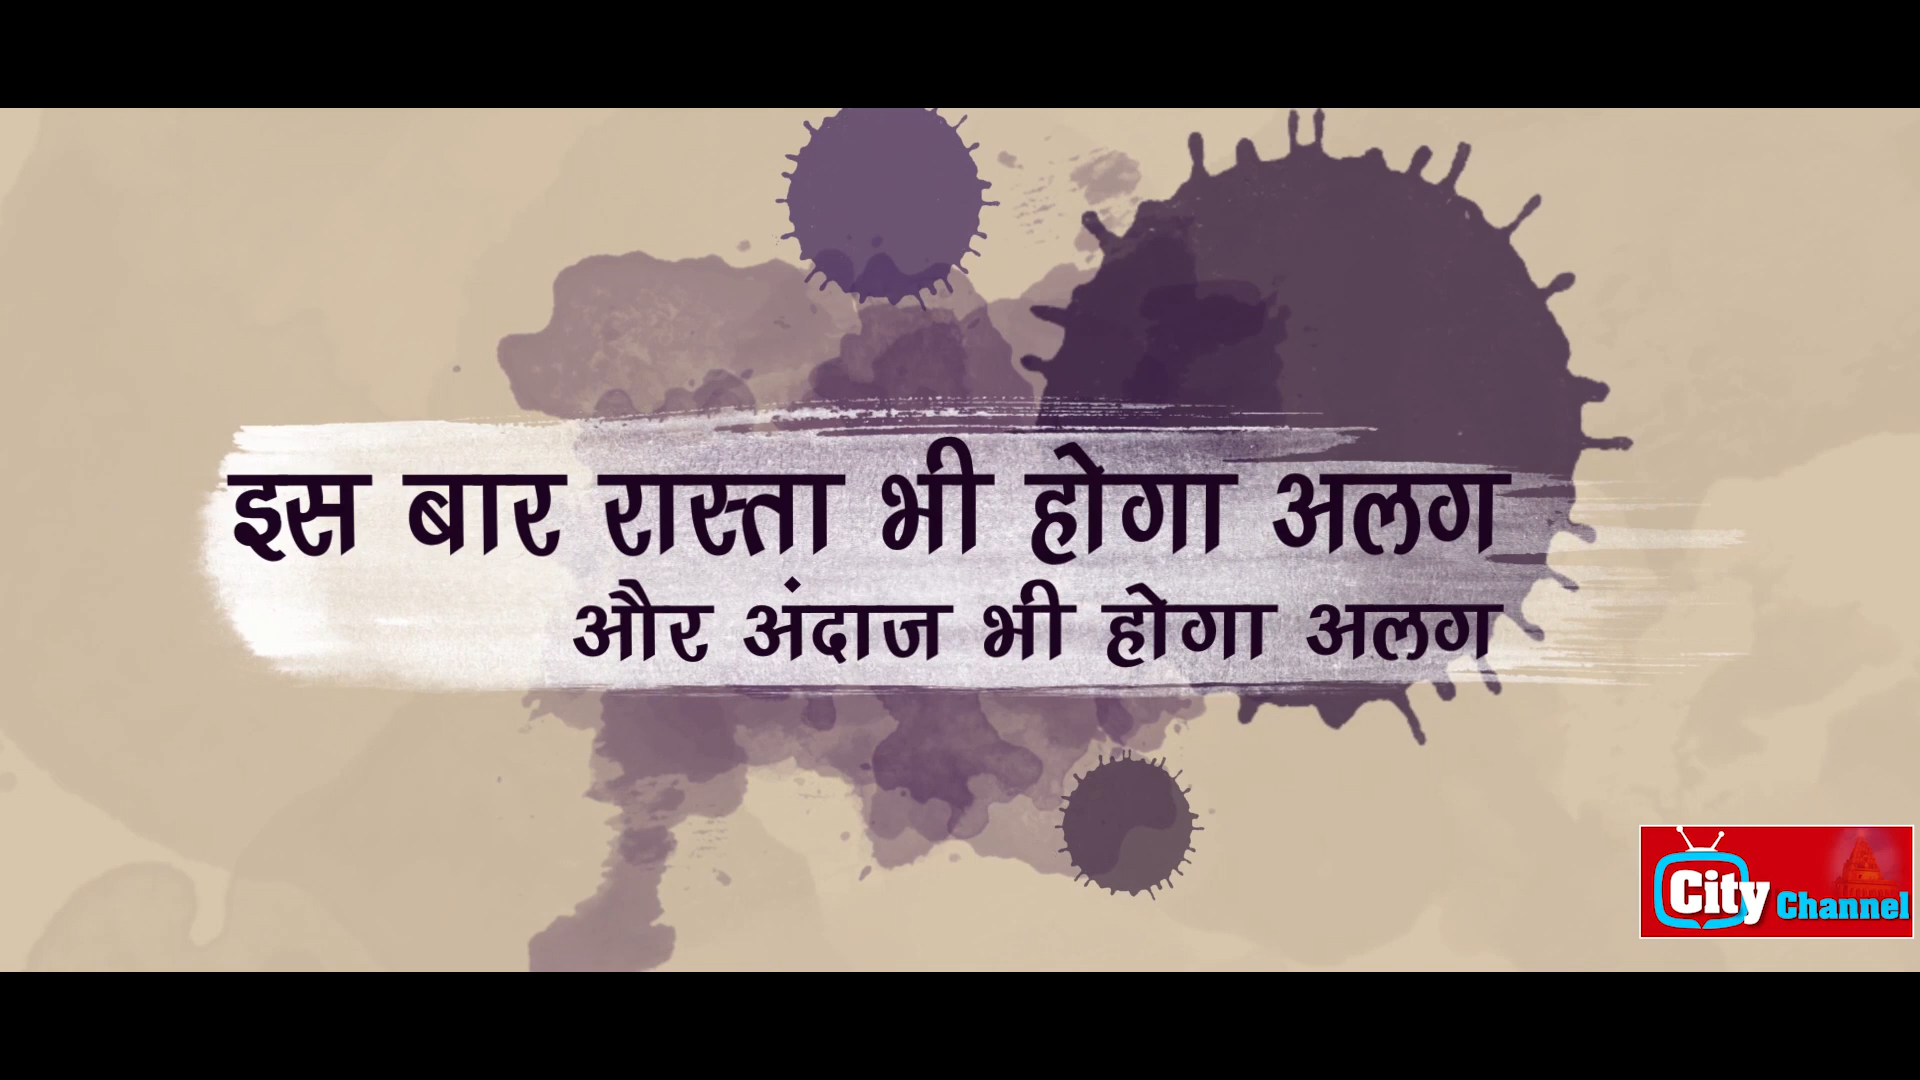 इस बार रास्ता भी होगा अलग
और अंदाज भी होगा अलग
City Channel